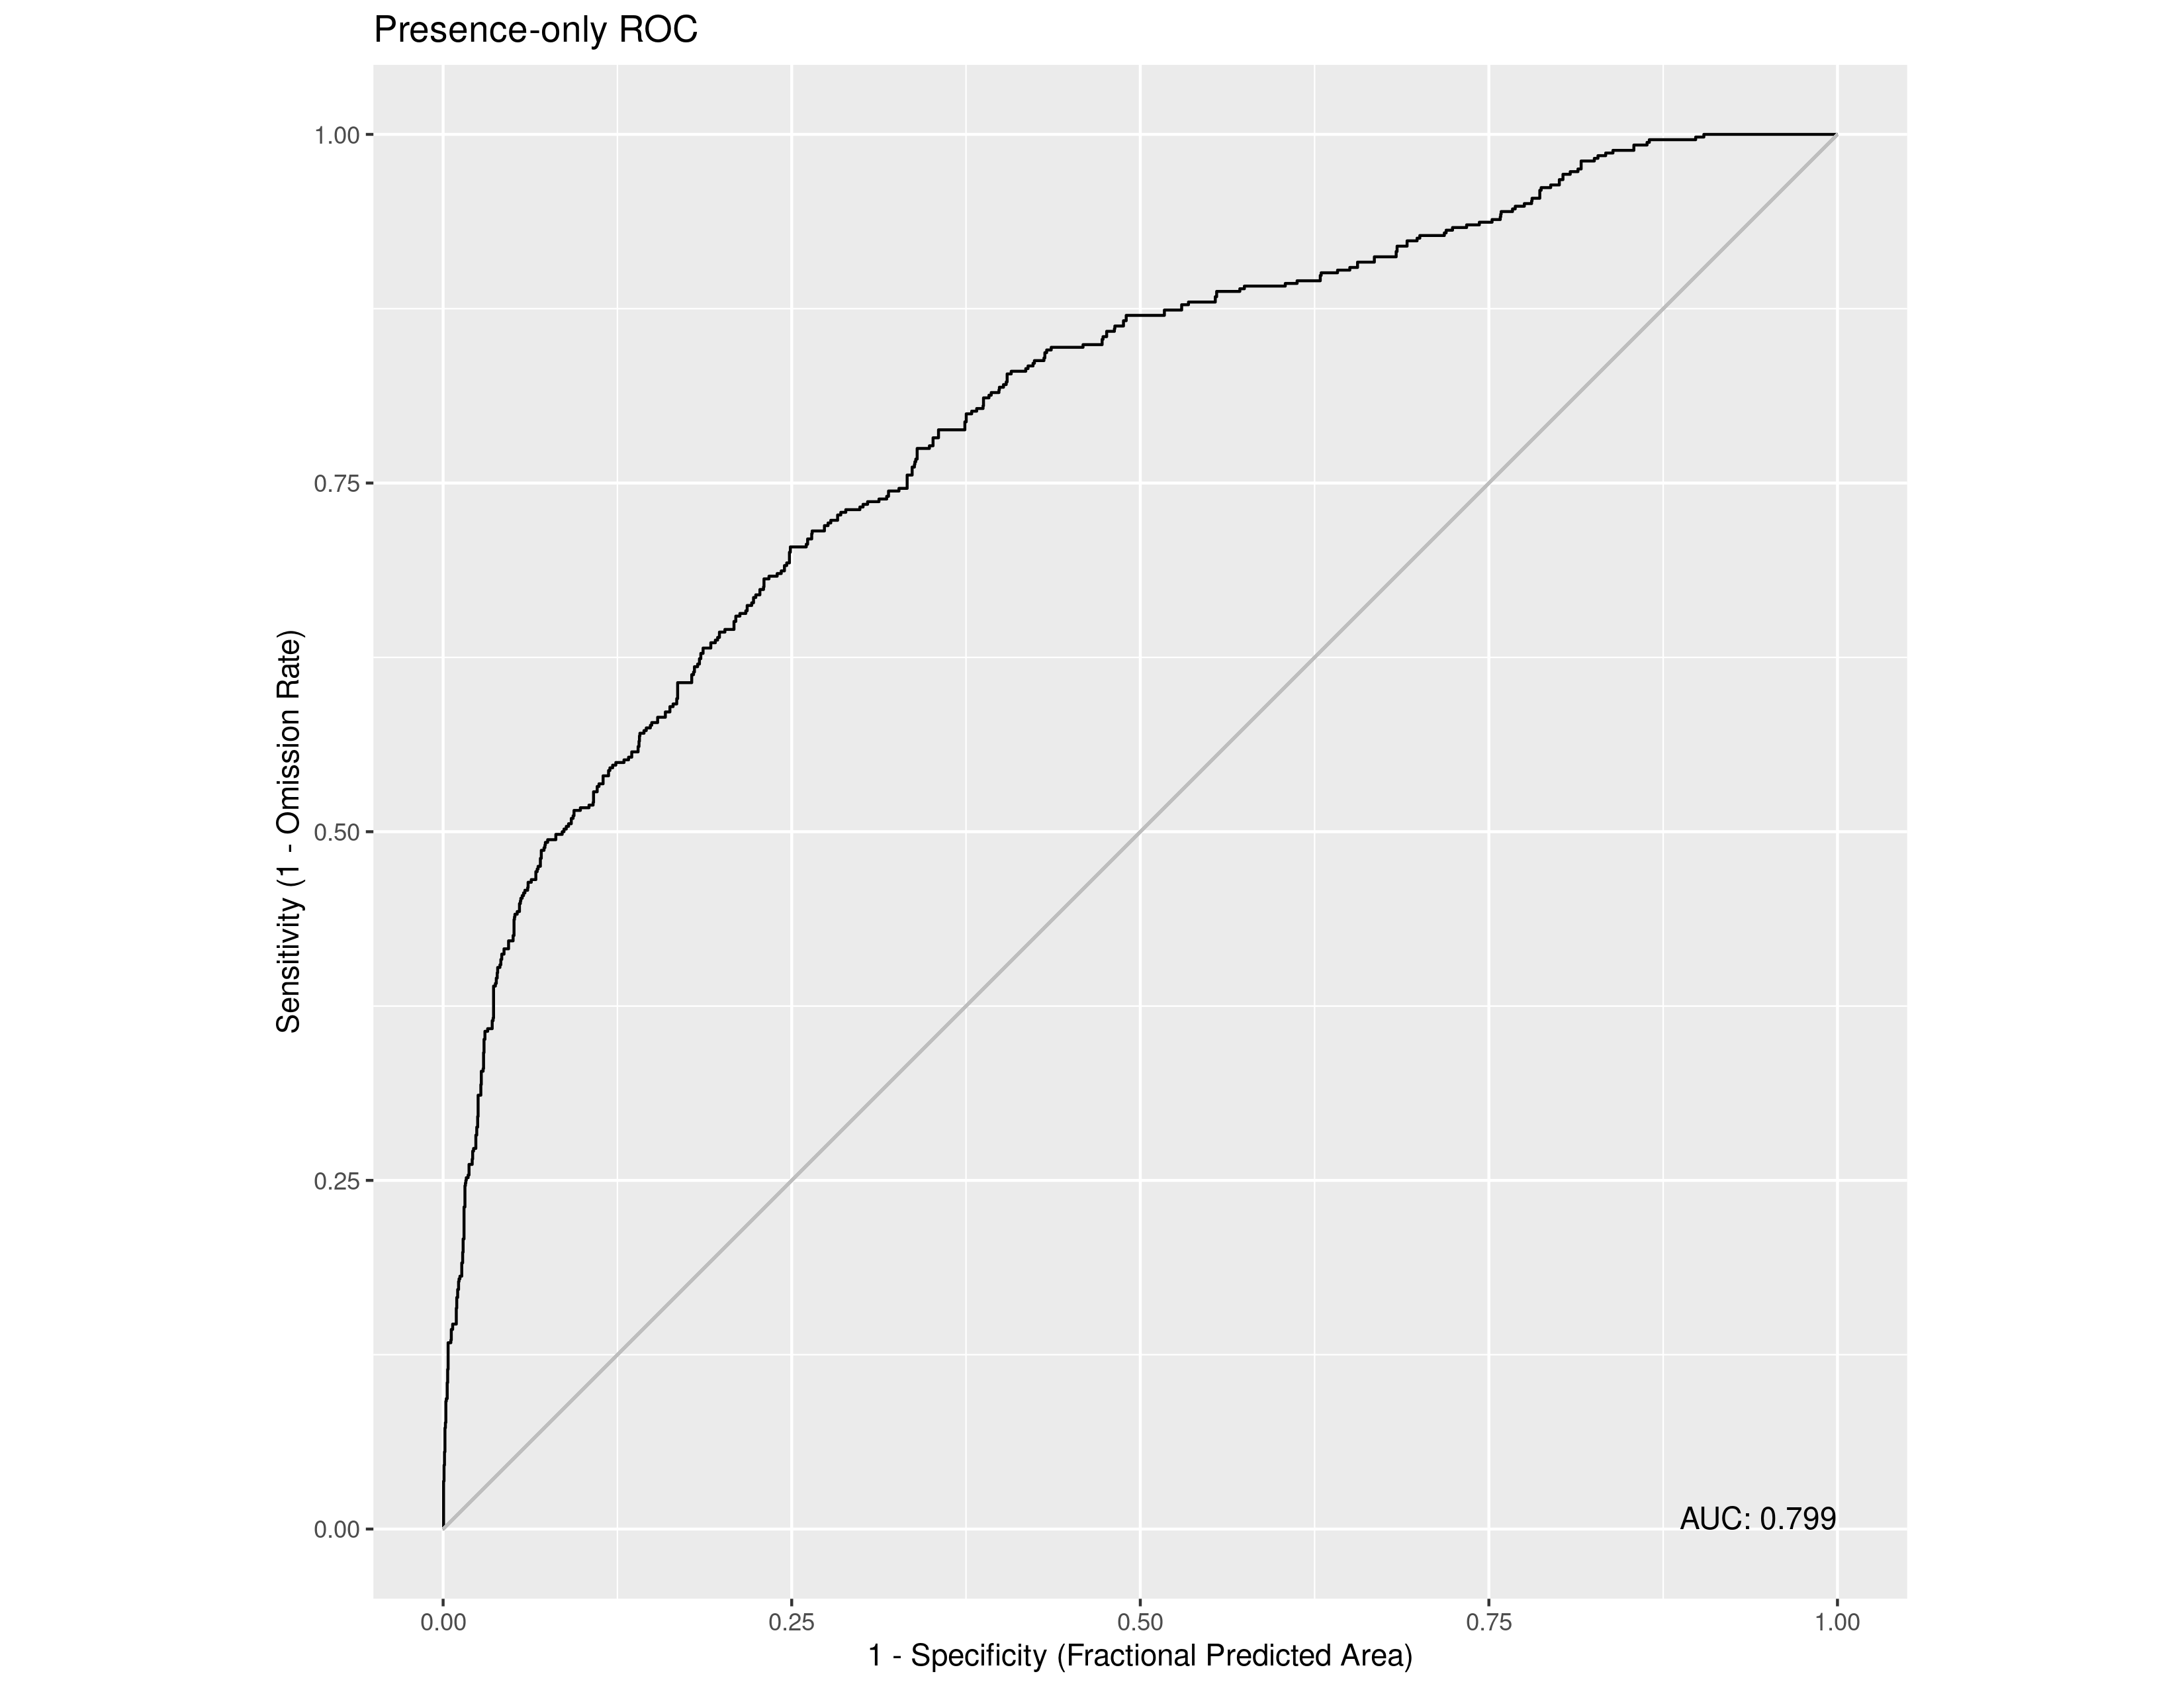 Presence-only ROC
Sensitivity (1 - Omission Rate)
1.00
0.75
0.50
0.25
0.00
AUC: 0.799
0.00 0.25 0.50 0.75 1.00
1 - Specificity (Fractional Predicted Area)